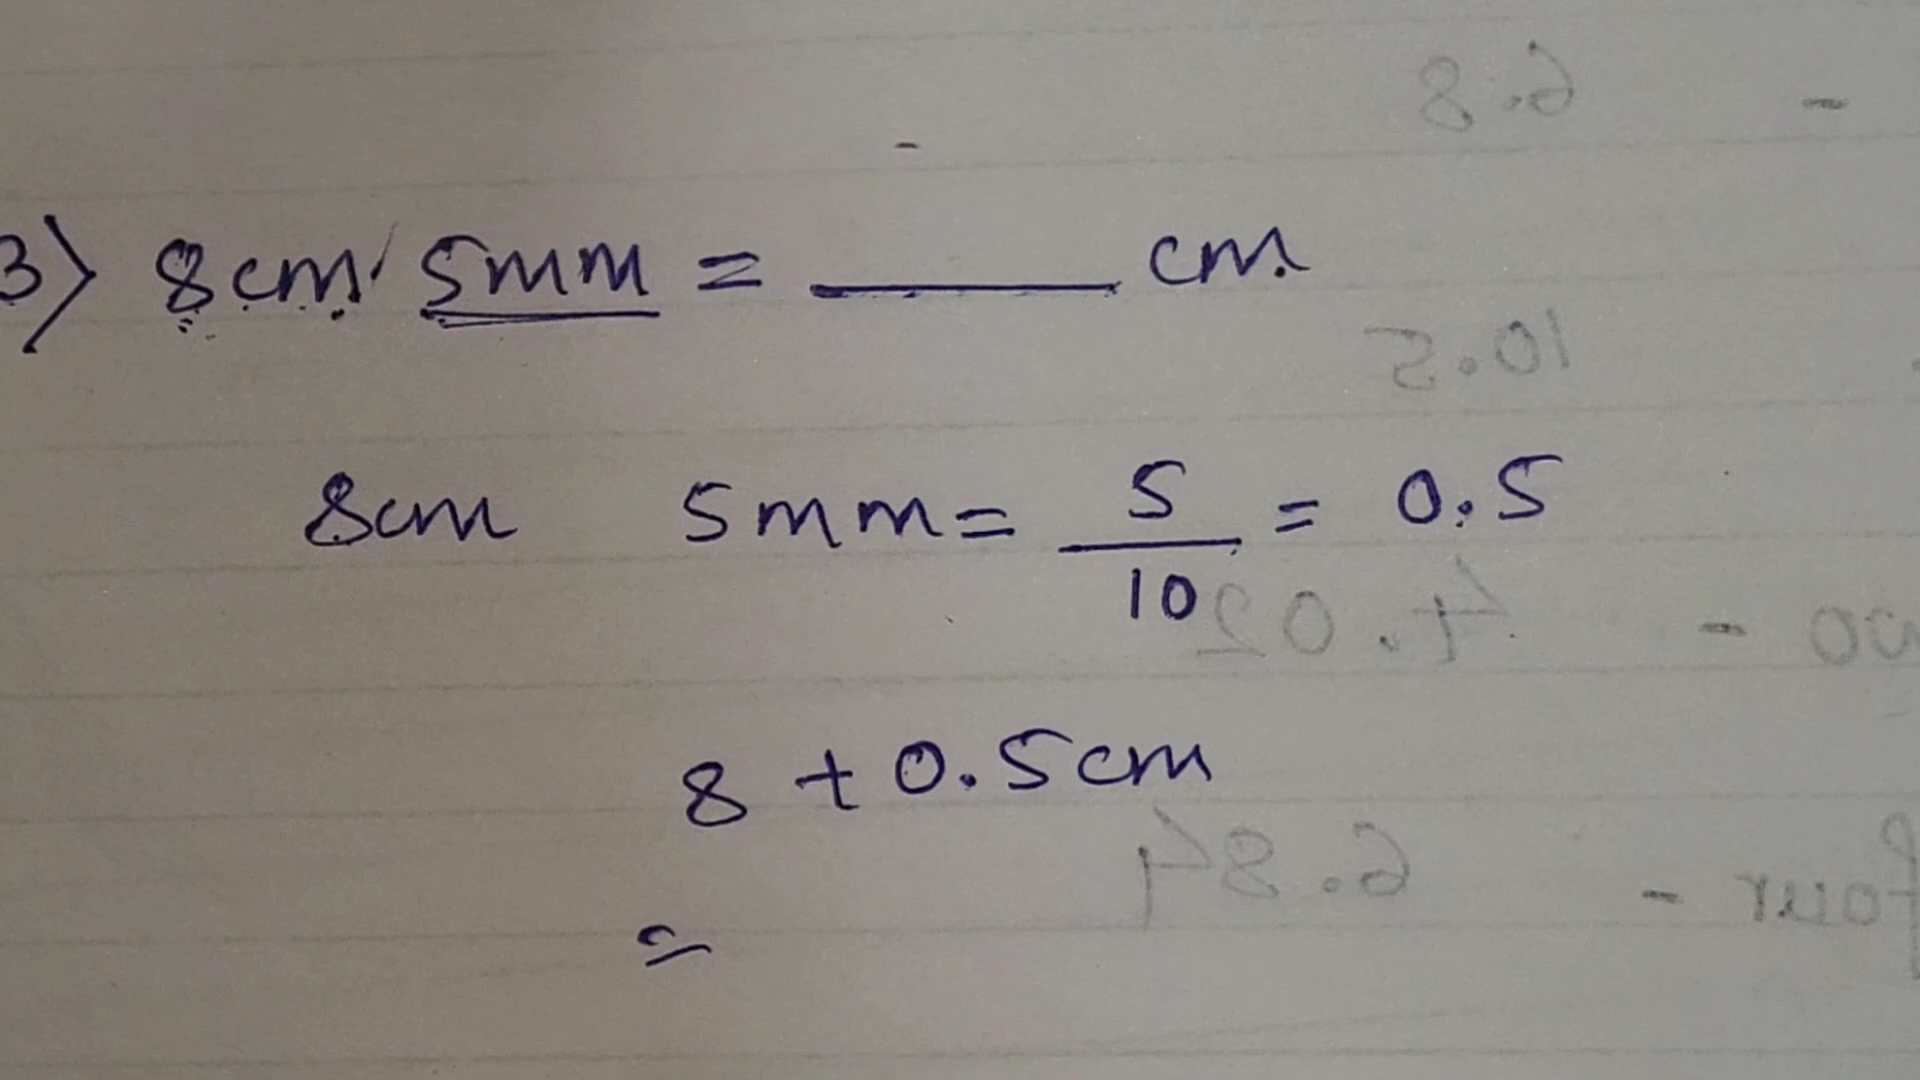 3) 8cm 5mm = ______ cm
8cm 5mm = 5/10 = 0.5
8 + 0.5cm
=